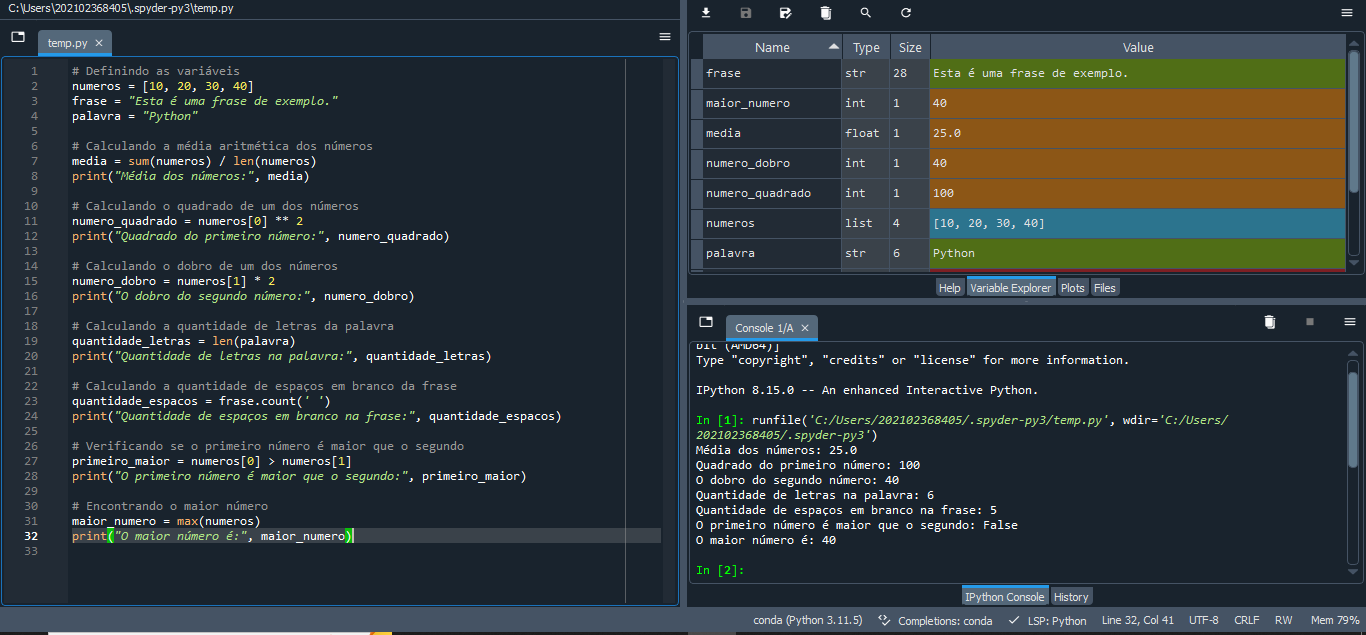 C:\Users\202102368405\.spyder-py3\temp.py
temp.py
1 # Definindo as variáveis
2 numeros = [10, 20, 30, 40]
3 frase = "Esta é uma frase de exemplo."
4 palavra = "Python"
5
6 # Calculando a média aritmética dos números
7 media = sum(numeros) / len(numeros)
8 print("Média dos números:", media)
9
10 # Calculando o quadrado de um dos números
11 numero_quadrado = numeros[0] ** 2
12 print("Quadrado do primeiro número:", numero_quadrado)
13
14 # Calculando o dobro de um dos números
15 numero_dobro = numeros[1] * 2
16 print("O dobro do segundo número:", numero_dobro)
17
18 # Calculando a quantidade de letras da palavra
19 quantidade_letras = len(palavra)
20 print("Quantidade de letras na palavra:", quantidade_letras)
21
22 # Calculando a quantidade de espaços em branco da frase
23 quantidade_espacos = frase.count(' ')
24 print("Quantidade de espaços em branco na frase:", quantidade_espacos)
25
26 # Verificando se o primeiro número é maior que o segundo
27 primeiro_maior = numeros[0] > numeros[1]
28 print("O primeiro número é maior que o segundo:", primeiro_maior)
29
30 # Encontrando o maior número
31 maior_numero = max(numeros)
32 print("O maior número é:", maior_numero)
33
Name Type Size Value
frase str 28 Esta é uma frase de exemplo.
maior_numero int 1 40
media float 1 25.0
numero_dobro int 1 40
numero_quadrado int 1 100
numeros list 4 [10, 20, 30, 40]
palavra str 6 Python
Help Variable Explorer Plots Files
Console 1/A
bit (AMD64)]
Type "copyright", "credits" or "license" for more information.
IPython 8.15.0 -- An enhanced Interactive Python.
In [1]: runfile('C:/Users/202102368405/.spyder-py3/temp.py', wdir='C:/Users/
202102368405/.spyder-py3')
Média dos números: 25.0
Quadrado do primeiro número: 100
O dobro do segundo número: 40
Quantidade de letras na palavra: 6
Quantidade de espaços em branco na frase: 5
O primeiro número é maior que o segundo: False
O maior número é: 40
In [2]:
IPython Console History
conda (Python 3.11.5) Completions: conda LSP: Python Line 32, Col 41 UTF-8 CRLF RW Mem 79%